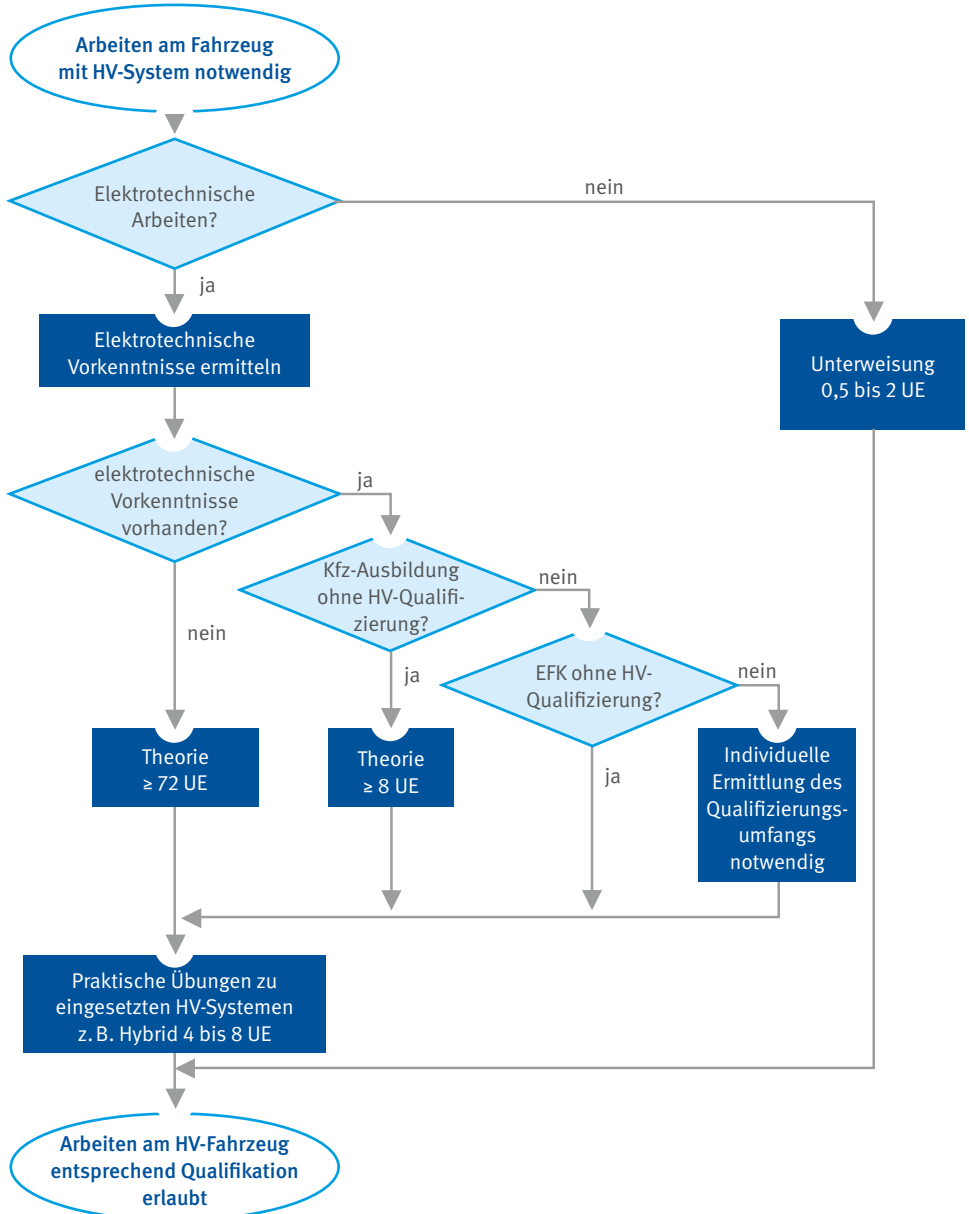 Arbeiten am Fahrzeug
mit HV-System notwendig
Elektrotechnische
Arbeiten?
nein
ja
Elektrotechnische
Vorkenntnisse ermitteln
Unterweisung
0,5 bis 2 UE
elektrotechnische
Vorkenntnisse
vorhanden?
ja
Kfz-Ausbildung
ohne HV-Qualifi-
zierung?
nein
nein
ja
EFK ohne HV-
Qualifizierung?
nein
Theorie
≥ 72 UE
Theorie
≥ 8 UE
ja
Individuelle
Ermittlung des
Qualifizierungs-
umfangs
notwendig
Praktische Übungen zu
eingesetzten HV-Systemen
z. B. Hybrid 4 bis 8 UE
Arbeiten am HV-Fahrzeug
entsprechend Qualifikation
erlaubt